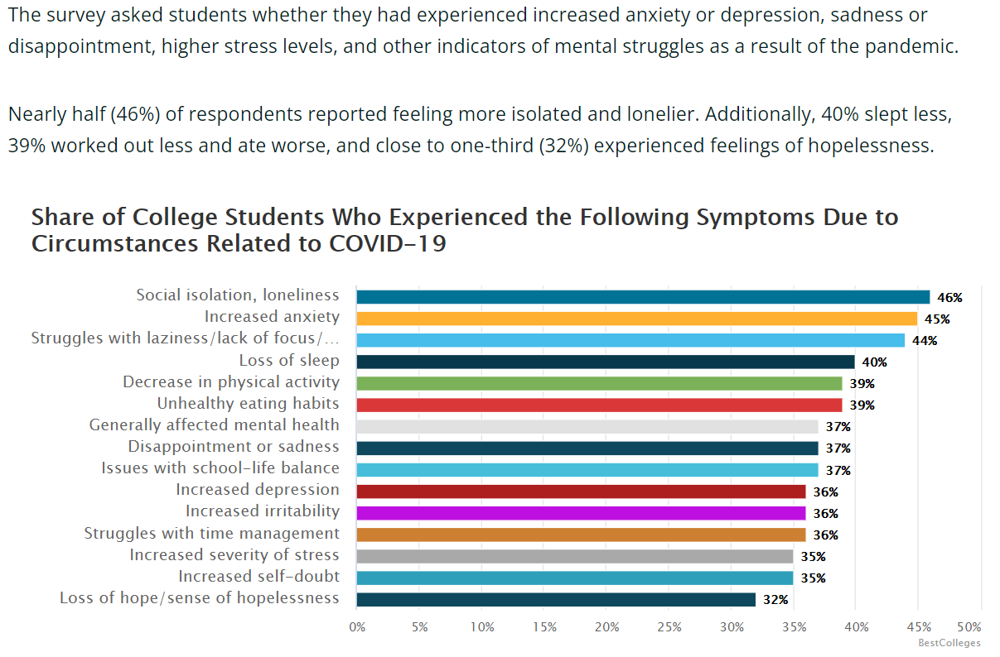 The survey asked students whether they had experienced increased anxiety or depression, sadness or
disappointment, higher stress levels, and other indicators of mental struggles as a result of the pandemic.
Nearly half (46%) of respondents reported feeling more isolated and lonelier. Additionally, 40% slept less,
39% worked out less and ate worse, and close to one-third (32%) experienced feelings of hopelessness.
Share of College Students Who Experienced the Following Symptoms Due to
Circumstances Related to COVID-19
Social isolation, loneliness 46%
Increased anxiety 45%
Struggles with laziness/lack of focus/... 44%
Loss of sleep 40%
Decrease in physical activity 39%
Unhealthy eating habits 39%
Generally affected mental health 37%
Disappointment or sadness 37%
Issues with school-life balance 37%
Increased depression 36%
Increased irritability 36%
Struggles with time management 36%
Increased severity of stress 35%
Increased self-doubt 35%
Loss of hope/sense of hopelessness 32%
0% 5% 10% 15% 20% 25% 30% 35% 40% 45% 50%
BestColleges